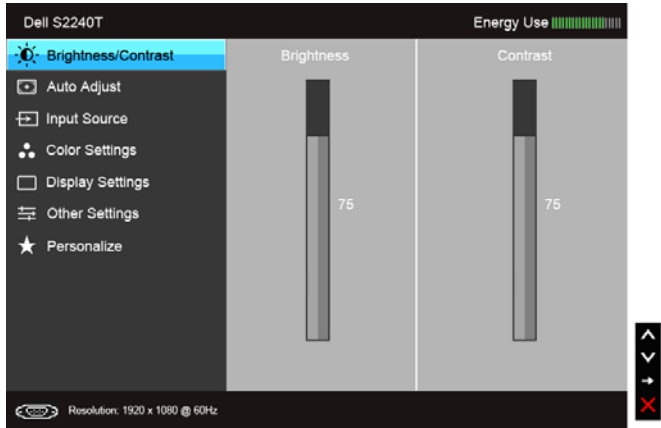 Dell S2240T
Energy Use
Brightness/Contrast
Auto Adjust
Input Source
Color Settings
Display Settings
Other Settings
Personalize
Brightness
Contrast
75
75
Resolution: 1920 x 1080 @ 60Hz